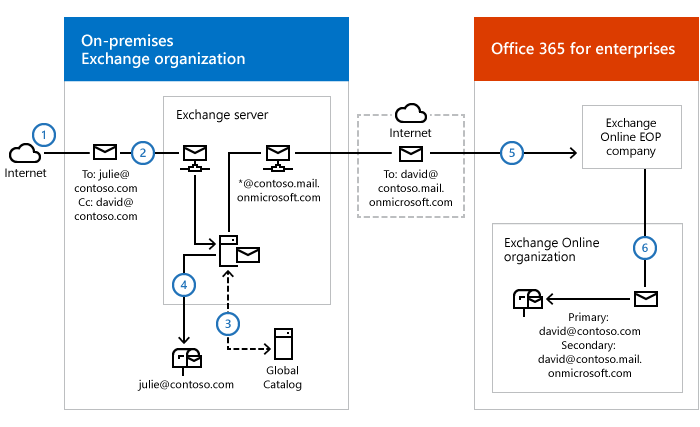 On-premises
Exchange organization
Office 365 for enterprises
Exchange server
1
Internet
To: julie@
contoso.com
Cc: david@
contoso.com
2
*@contoso.mail.
onmicrosoft.com
Internet
To: david@
contoso.mail.
onmicrosoft.com
5
Exchange
Online EOP
company
4
3
julie@contoso.com
Global
Catalog
Exchange Online
organization
6
Primary:
david@contoso.com
Secondary:
david@contoso.mail.
onmicrosoft.com